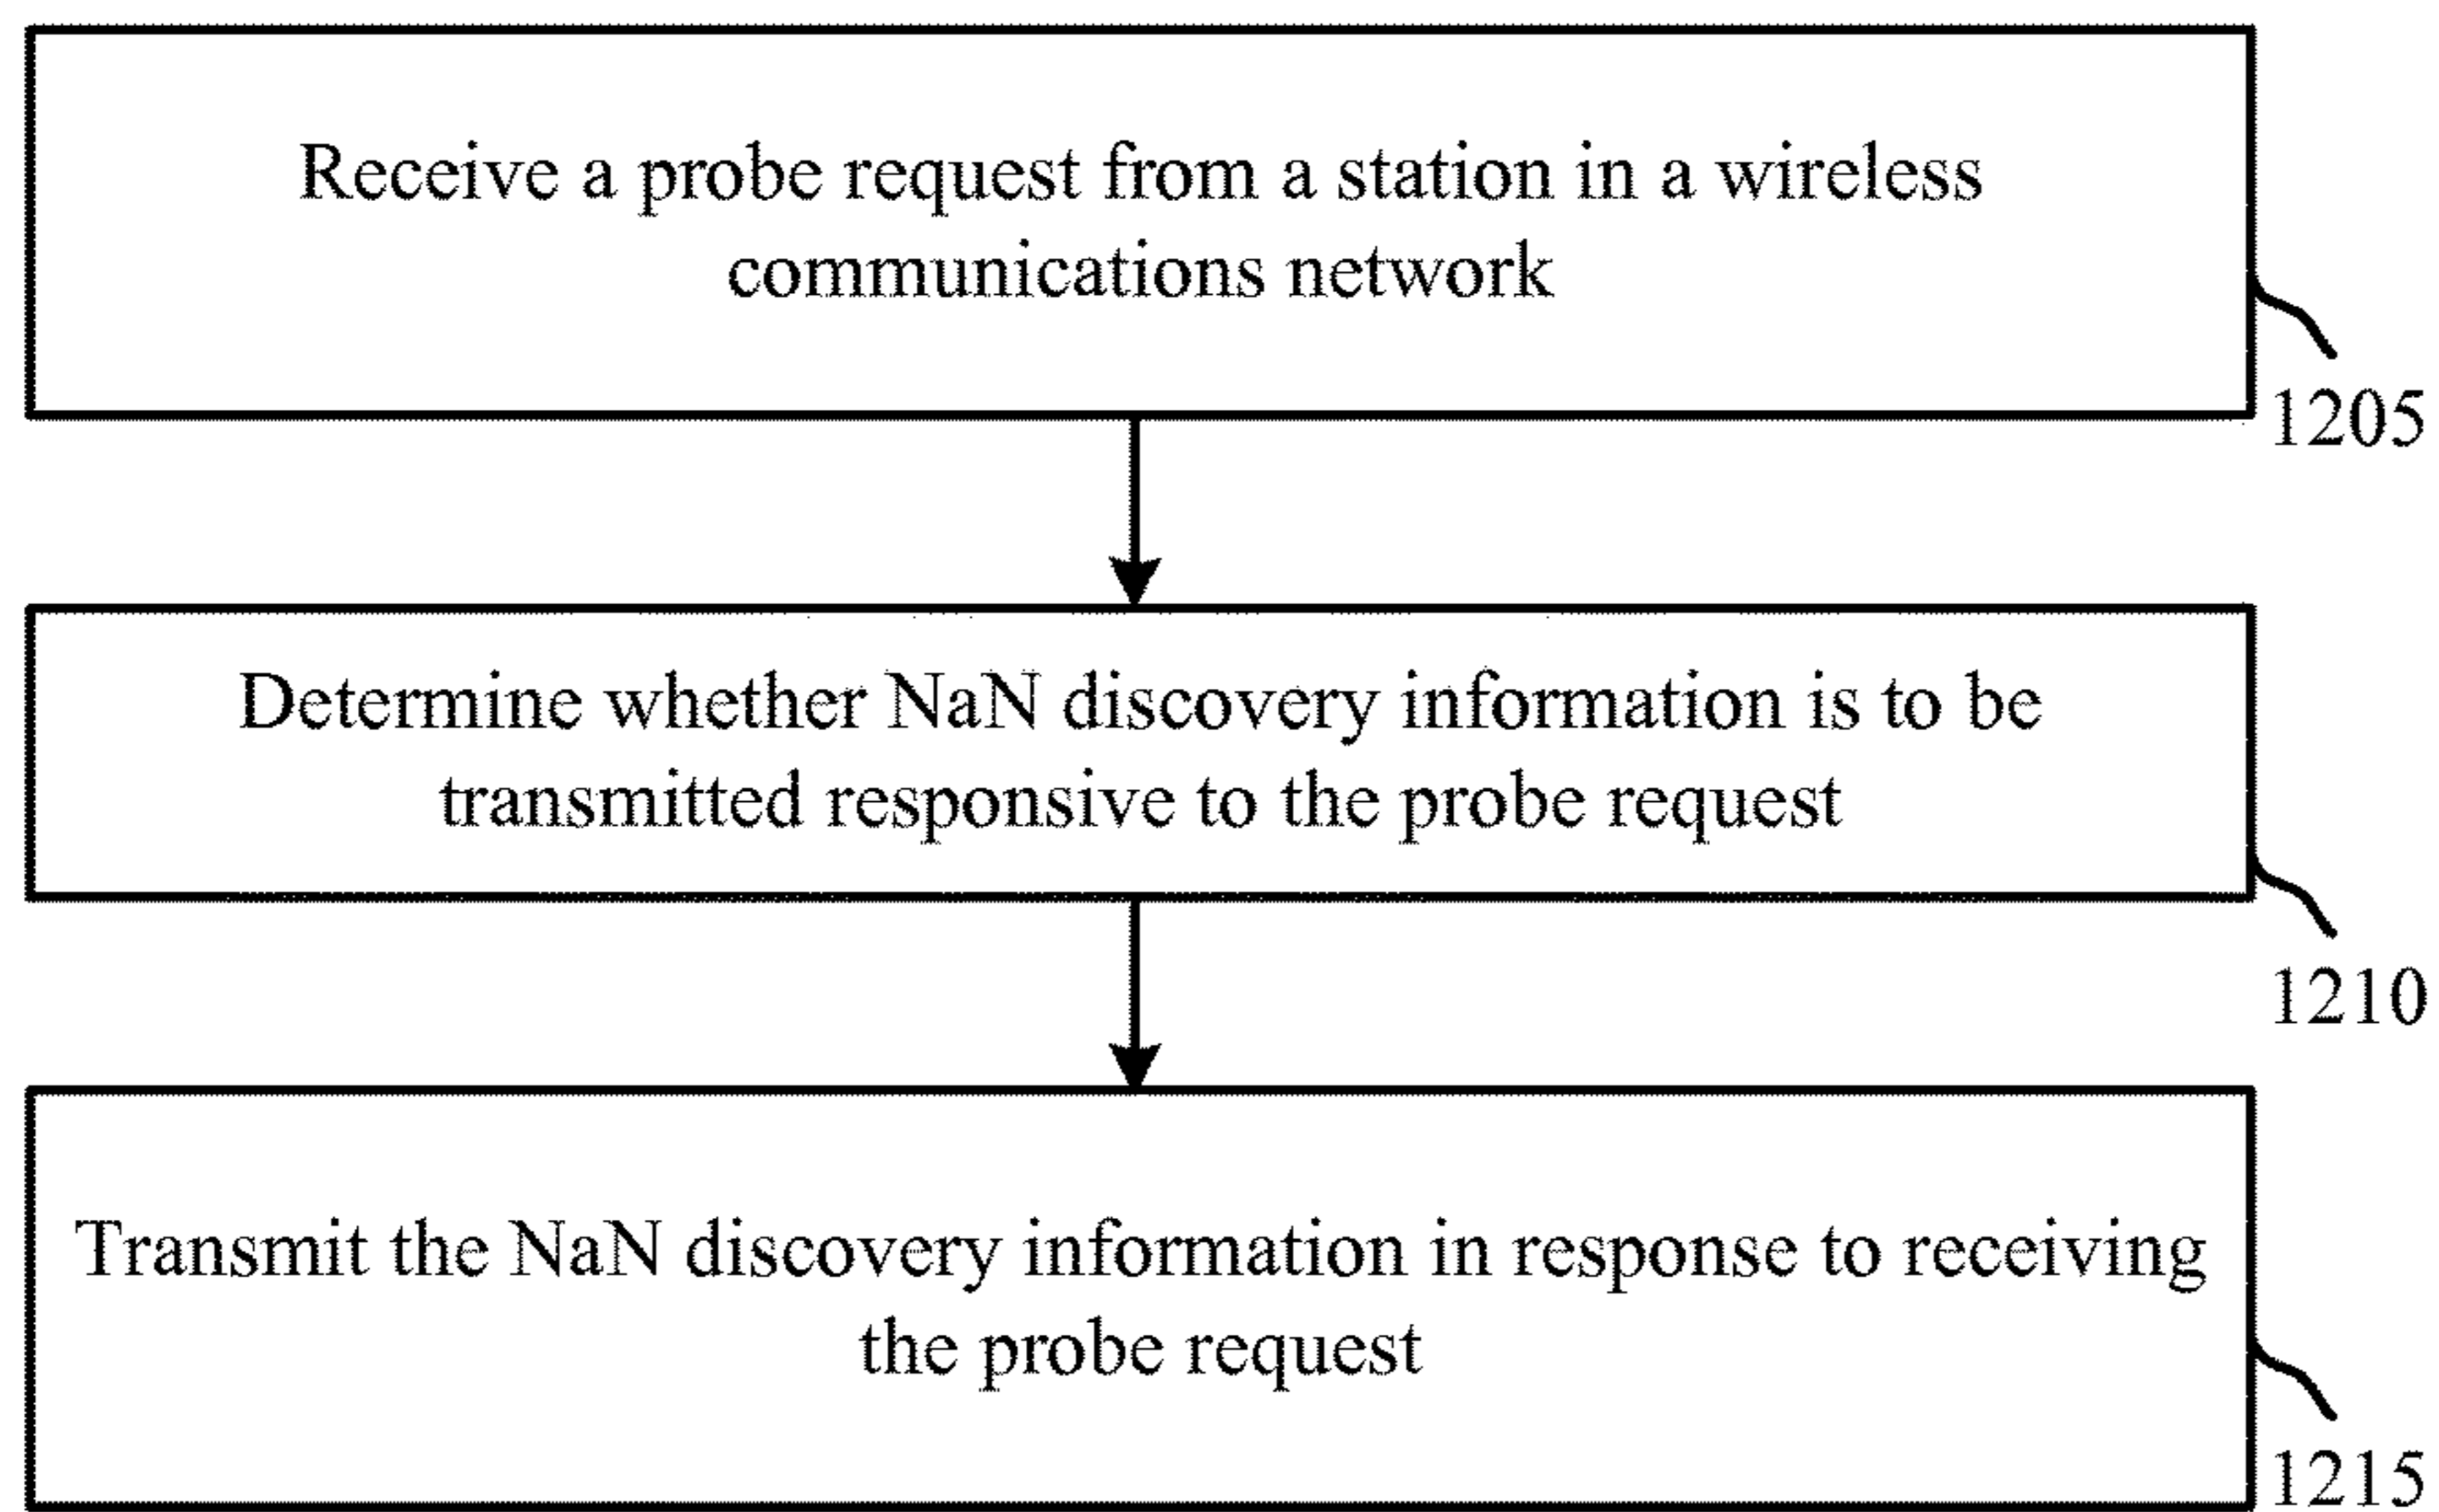 Receive a probe request from a station in a wireless
communications network
1205
Determine whether NaN discovery information is to be
transmitted responsive to the probe request
1210
Transmit the NaN discovery information in response to receiving
the probe request
1215